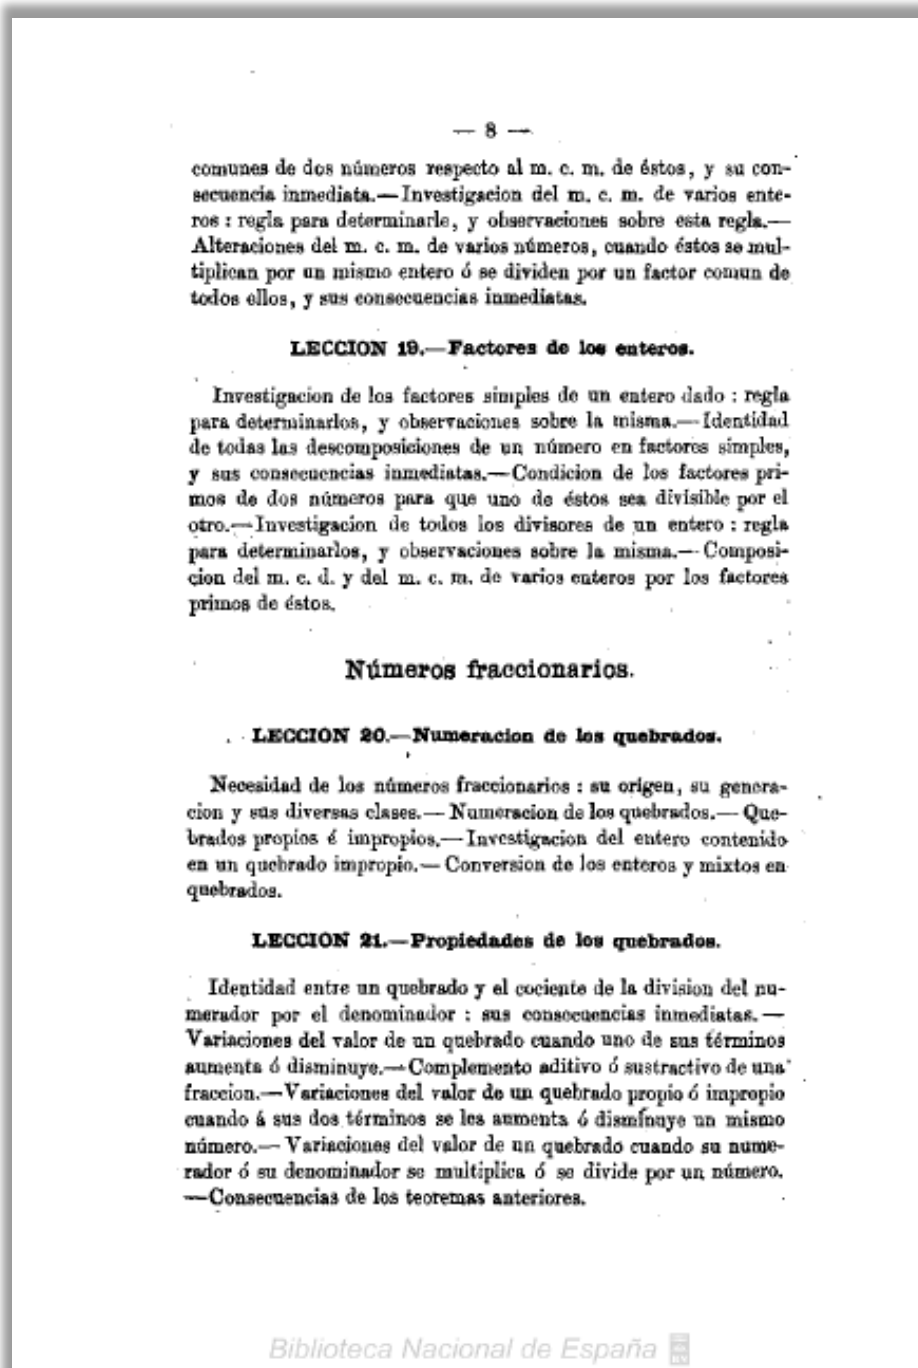 — 8 —
comunes de dos números respecto al m. c. m. de éstos, y su con-
secuencia inmediata.—Investigacion del m. c. m. de varios ente-
ros : regla para determinarle, y observaciones sobre esta regla.—
Alteraciones del m. c. m. de varios números, cuando éstos se mul-
tiplican por un mismo entero ó se dividen por un factor comun de
todos ellos, y sus consecuencias inmediatas.
LECCION 19.—Factores de los enteros.
Investigacion de los factores simples de un entero dado : regla
para determinarlos, y observaciones sobre la misma.—Identidad
de todas las descomposiciones de un número en factores simples,
y sus consecuencias inmediatas.—Condicion de los factores pri-
mos de dos números para que uno de éstos sea divisible por el
otro.—Investigacion de todos los divisores de un entero : regla
para determinarlos, y observaciones sobre la misma.—Composi-
cion del m. c. d. y del m. c. m. de varios enteros por los factores
primos de éstos.
Números fraccionarios.
LECCION 20.—Numeracion de los quebrados.
Necesidad de los números fraccionarios : su origen, su genera-
cion y sus diversas clases.—Numeracion de los quebrados.—Que-
brados propios é impropios.—Investigacion del entero contenido
en un quebrado impropio.—Conversion de los enteros y mixtos en
quebrados.
LECCION 21.—Propiedades de los quebrados.
Identidad entre un quebrado y el cociente de la division del nu-
merador por el denominador : sus consecuencias inmediatas.—
Variaciones del valor de un quebrado cuando uno de sus términos
aumenta ó disminuye.—Complemento aditivo ó sustractivo de una
fraccion.—Variaciones del valor de un quebrado propio ó impropio
cuando á sus dos términos se les aumenta ó disminuye un mismo
número.—Variaciones del valor de un quebrado cuando su nume-
rador ó su denominador se multiplica ó se divide por un número.
—Consecuencias de los teoremas anteriores.
Biblioteca Nacional de España